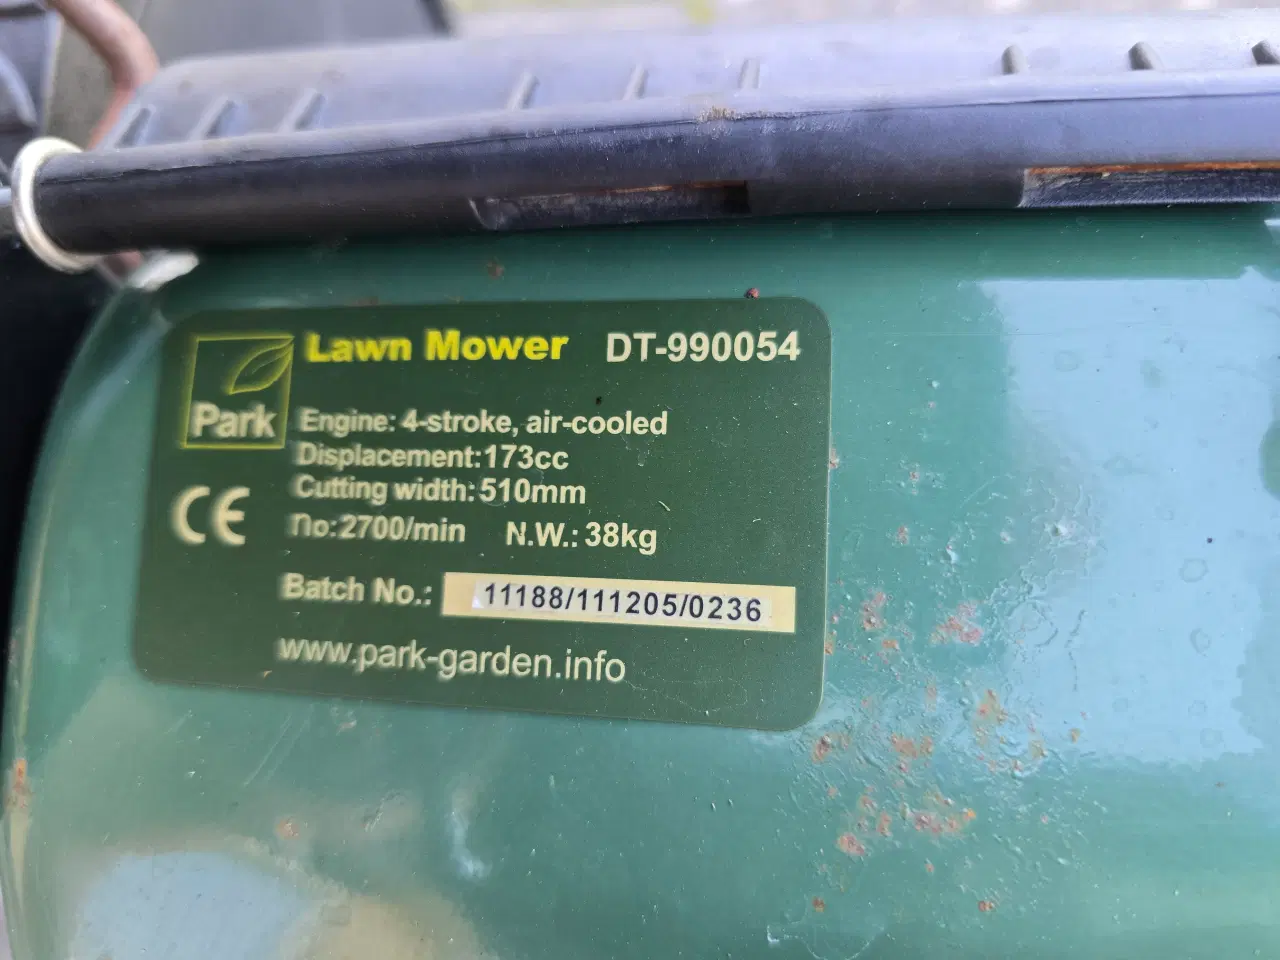 Lawn Mower DT-990054
Park
Engine: 4-stroke, air-cooled
Displacement:173cc
Cutting width:510mm
CE
no:2700/min N.W.: 38kg
Batch No.: 11188/111205/0236
www.park-garden.info